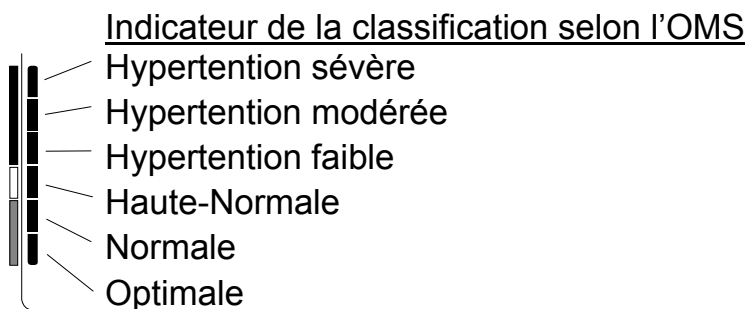 Indicateur de la classification selon l’OMS
Hypertention sévère
Hypertention modérée
Hypertention faible
Haute-Normale
Normale
Optimale